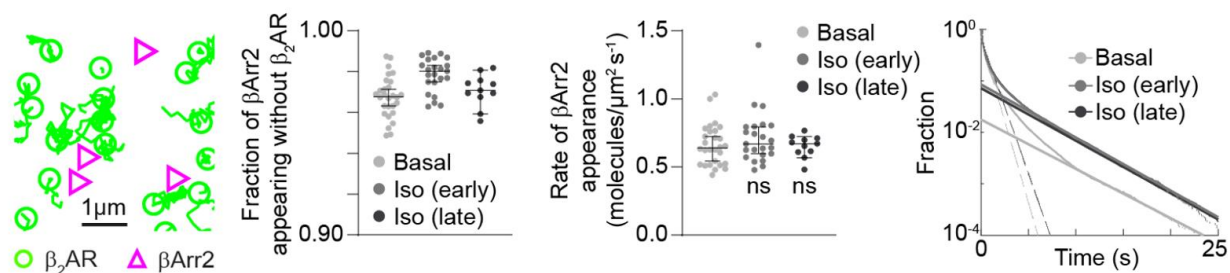 1μm
β₂AR
βArr2
Fraction of βArr2
appearing without β₂AR
1.00
0.90
Basal
Iso (early)
Iso (late)
Rate of βArr2
appearance
(molecules/μm² s⁻¹)
1.5
1.0
0.5
0.0
Basal
Iso (early)
Iso (late)
ns
ns
Fraction
10⁰
10⁻²
10⁻⁴
Basal
Iso (early)
Iso (late)
0
25
Time (s)